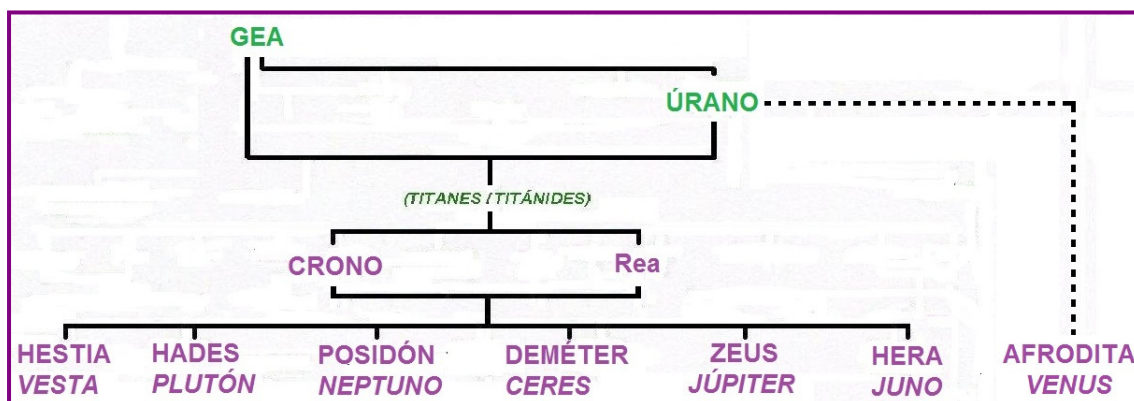 GEA
ÚRANO
(TITANES / TITÁNIDES)
CRONO Rea
HESTIA HADES POSIDÓN DEMÉTER ZEUS HERA AFRODITA
VESTA PLUTÓN NEPTUNO CERES JÚPITER JUNO VENUS